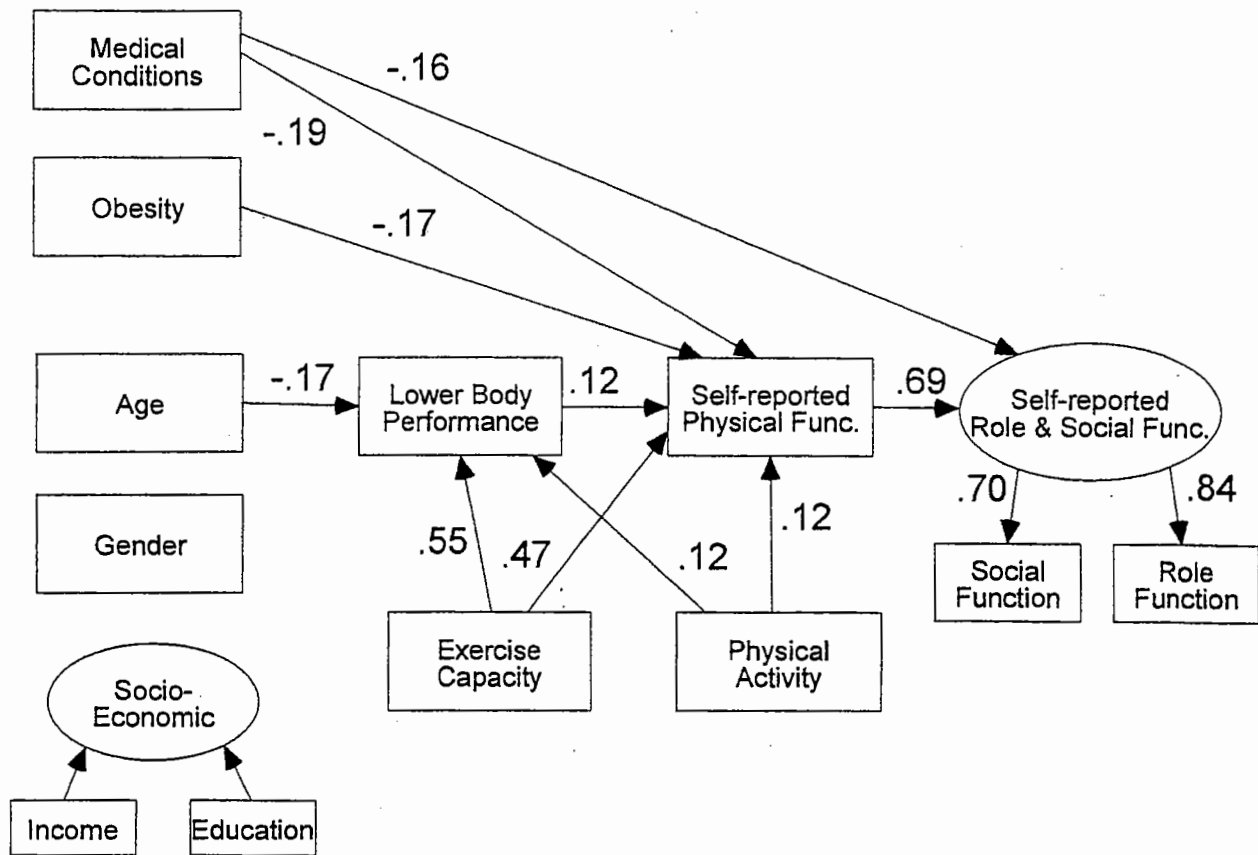 Medical
Conditions
-.16
-.19
Obesity
-.17
Age
-.17
Lower Body
Performance
.12
Self-reported
Physical Func.
.69
Self-reported
Role & Social Func.
Gender
.55
.47
.12
.12
.70
.84
Social
Function
Role
Function
Exercise
Capacity
Physical
Activity
Socio-
Economic
Income
Education